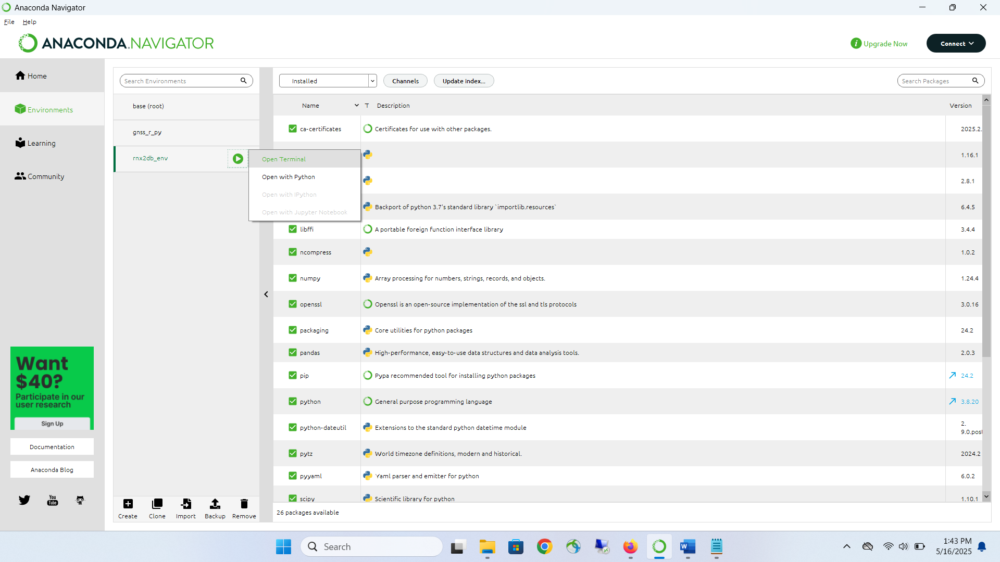 Anaconda Navigator
File Help
ANACONDA.NAVIGATOR
i Upgrade Now
Connect
Home
Environments
Learning
Community
Want
$40?
Participate in our
user research
Sign Up
Documentation
Anaconda Blog
You
Tube
Search Environments
base (root)
gnss_r_py
rnx2db_env
Open Terminal
Open with Python
Open with IPython
Open with Jupyter Notebook
Create Clone Import Backup Remove
Installed Channels Update index... Search Packages
Name T Description Version
ca-certificates Certificates for use with other packages. 2025.2.
1.16.1
2.8.1
Backport of python 3.7's standard library `importlib.resources` 6.4.5
libffi A portable foreign function interface library 3.4.4
ncompress 1.0.2
numpy Array processing for numbers, strings, records, and objects. 1.24.4
openssl Openssl is an open-source implementation of the ssl and tls protocols 3.0.16
packaging Core utilities for python packages 24.2
pandas High-performance, easy-to-use data structures and data analysis tools. 2.0.3
pip Pypa recommended tool for installing python packages 24.2
python General purpose programming language 3.8.20
python-dateutil Extensions to the standard python datetime module 2.
9.0.post
pytz World timezone definitions, modern and historical. 2024.2
pyyaml Yaml parser and emitter for python 6.0.2
scipy Scientific library for python 1.10.1
26 packages available
Search
W
1:43 PM
5/16/2025